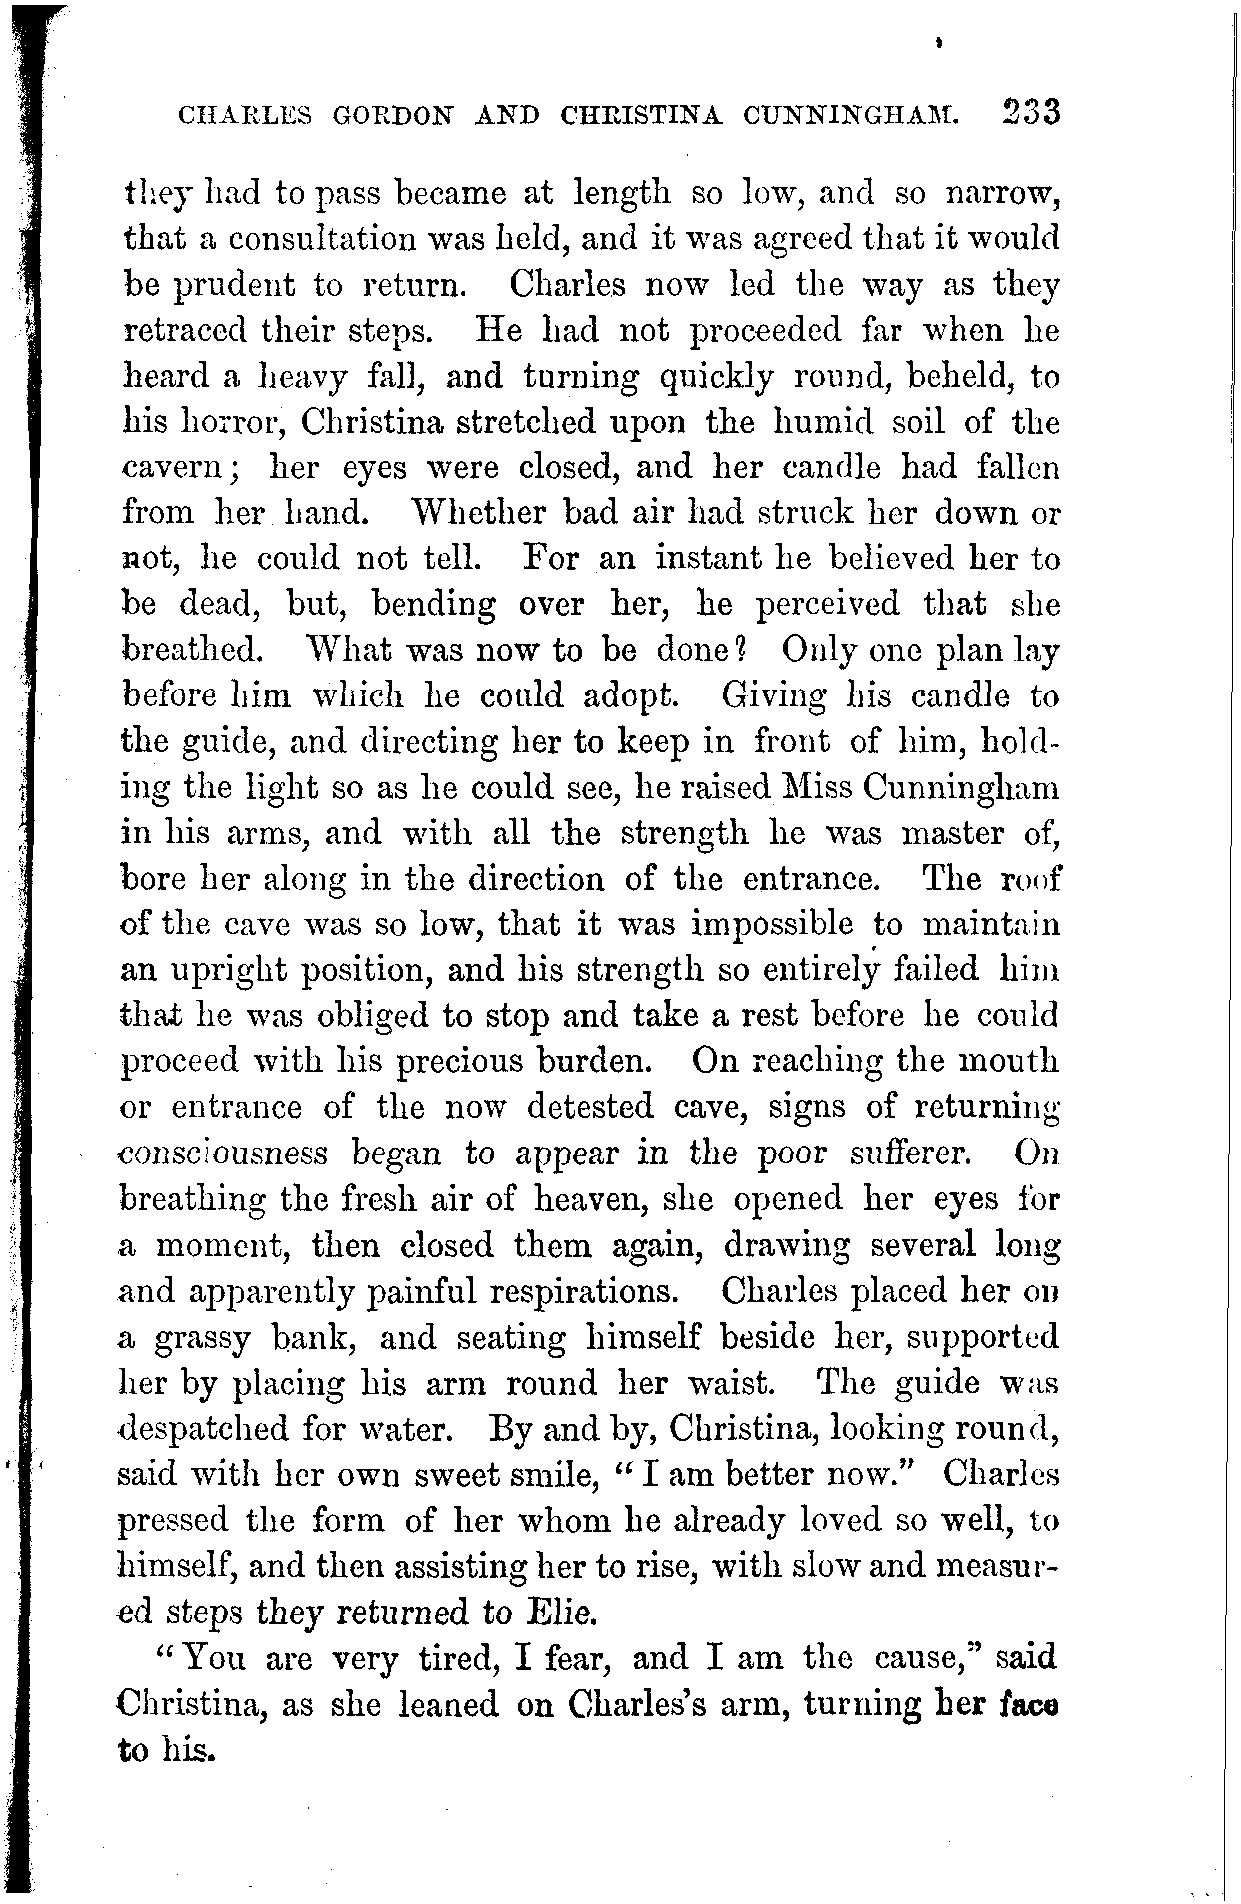 CHARLES GORDON AND CHRISTINA CUNNINGHAM. 233
they had to pass became at length so low, and so narrow,
that a consultation was held, and it was agreed that it would
be prudent to return. Charles now led the way as they
retraced their steps. He had not proceeded far when he
heard a heavy fall, and turning quickly round, beheld, to
his horror, Christina stretched upon the humid soil of the
cavern; her eyes were closed, and her candle had fallen
from her hand. Whether bad air had struck her down or
not, he could not tell. For an instant he believed her to
be dead, but, bending over her, he perceived that she
breathed. What was now to be done? Only one plan lay
before him which he could adopt. Giving his candle to
the guide, and directing her to keep in front of him, hold-
ing the light so as he could see, he raised Miss Cunningham
in his arms, and with all the strength he was master of,
bore her along in the direction of the entrance. The roof
of the cave was so low, that it was impossible to maintain
an upright position, and his strength so entirely failed him
that he was obliged to stop and take a rest before he could
proceed with his precious burden. On reaching the mouth
or entrance of the now detested cave, signs of returning
consciousness began to appear in the poor sufferer. On
breathing the fresh air of heaven, she opened her eyes for
a moment, then closed them again, drawing several long
and apparently painful respirations. Charles placed her on
a grassy bank, and seating himself beside her, supported
her by placing his arm round her waist. The guide was
despatched for water. By and by, Christina, looking round,
said with her own sweet smile, “ I am better now.” Charles
pressed the form of her whom he already loved so well, to
himself, and then assisting her to rise, with slow and measur-
ed steps they returned to Elie.
“ You are very tired, I fear, and I am the cause,” said
Christina, as she leaned on Charles’s arm, turning her face
to his.